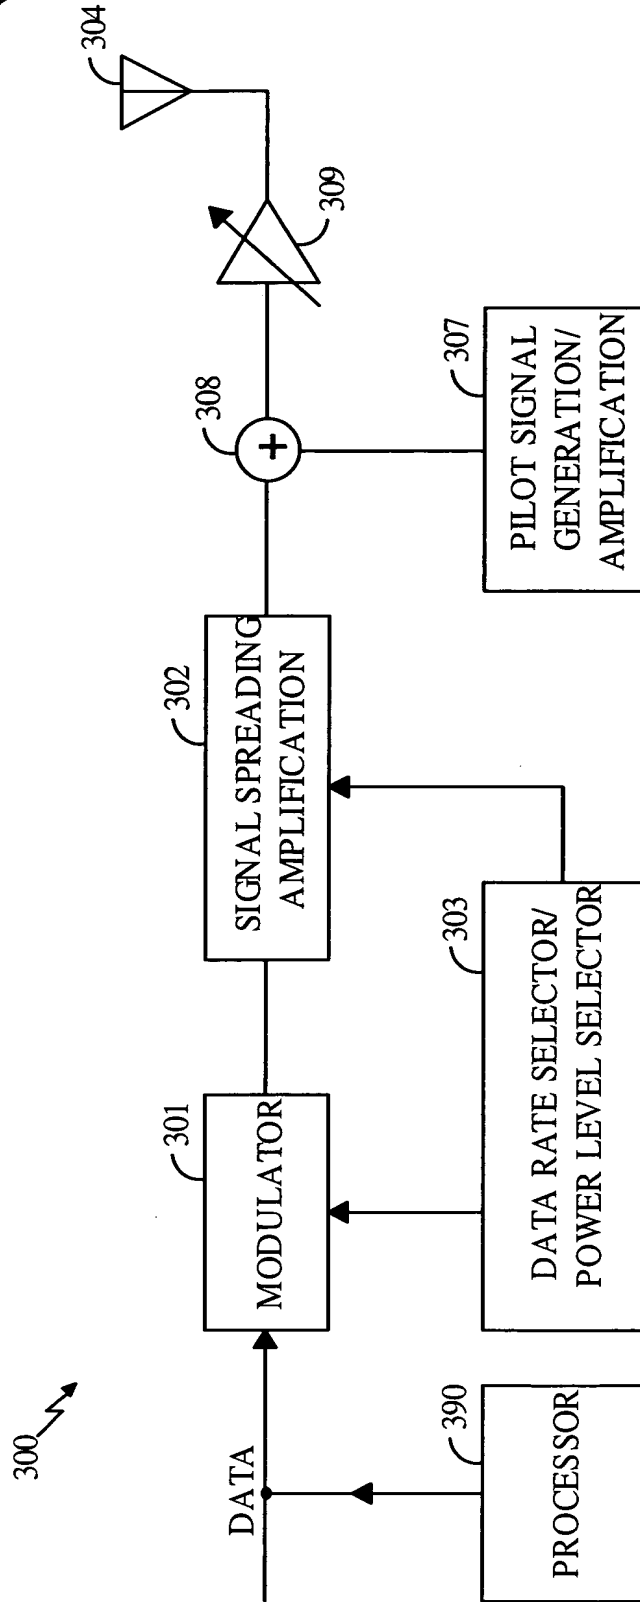 300
304
309
308
302
SIGNAL SPREADING
AMPLIFICATION
301
MODULATOR
DATA
307
PILOT SIGNAL
GENERATION/
AMPLIFICATION
303
DATA RATE SELECTOR/
POWER LEVEL SELECTOR
390
PROCESSOR
+